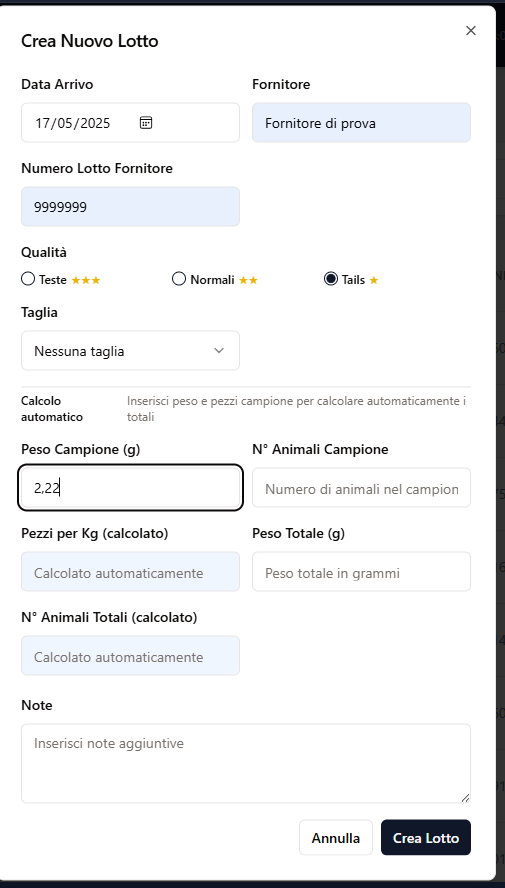 Crea Nuovo Lotto
Data Arrivo
Fornitore
17/05/2025
Fornitore di prova
Numero Lotto Fornitore
9999999
Qualità
Teste ★★★
Normali ★★
Tails ★
Taglia
Nessuna taglia
Calcolo
automatico
Inserisci peso e pezzi campione per calcolare automaticamente i
totali
Peso Campione (g)
N° Animali Campione
2,22
Numero di animali nel campion
Pezzi per Kg (calcolato)
Peso Totale (g)
Calcolato automaticamente
Peso totale in grammi
N° Animali Totali (calcolato)
Calcolato automaticamente
Note
Inserisci note aggiuntive
Annulla
Crea Lotto